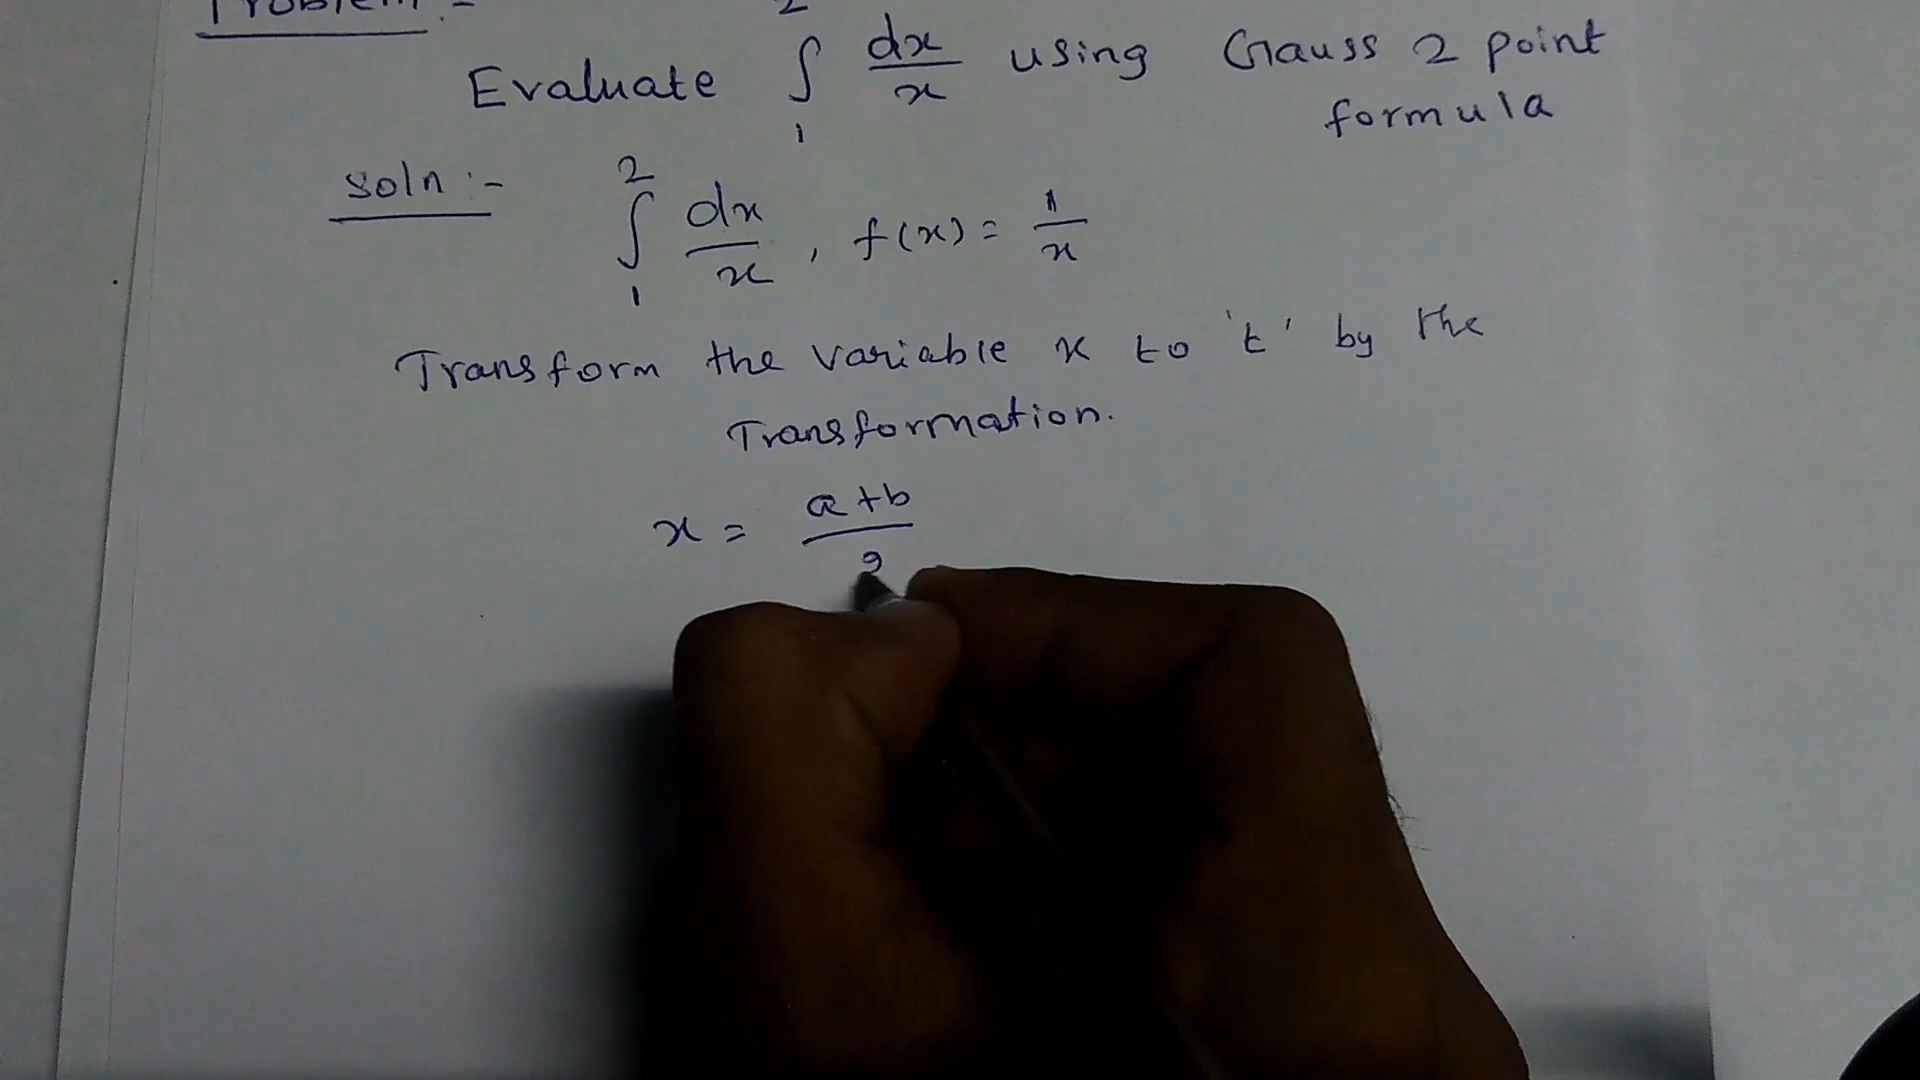 Problem :-
Evaluate ∫₁² dx/x using Gauss 2 point
formula
soln :- ∫₁² dx/x , f(x) = 1/x
Transform the variable x to 't' by the
Transformation.
x = a+b/2